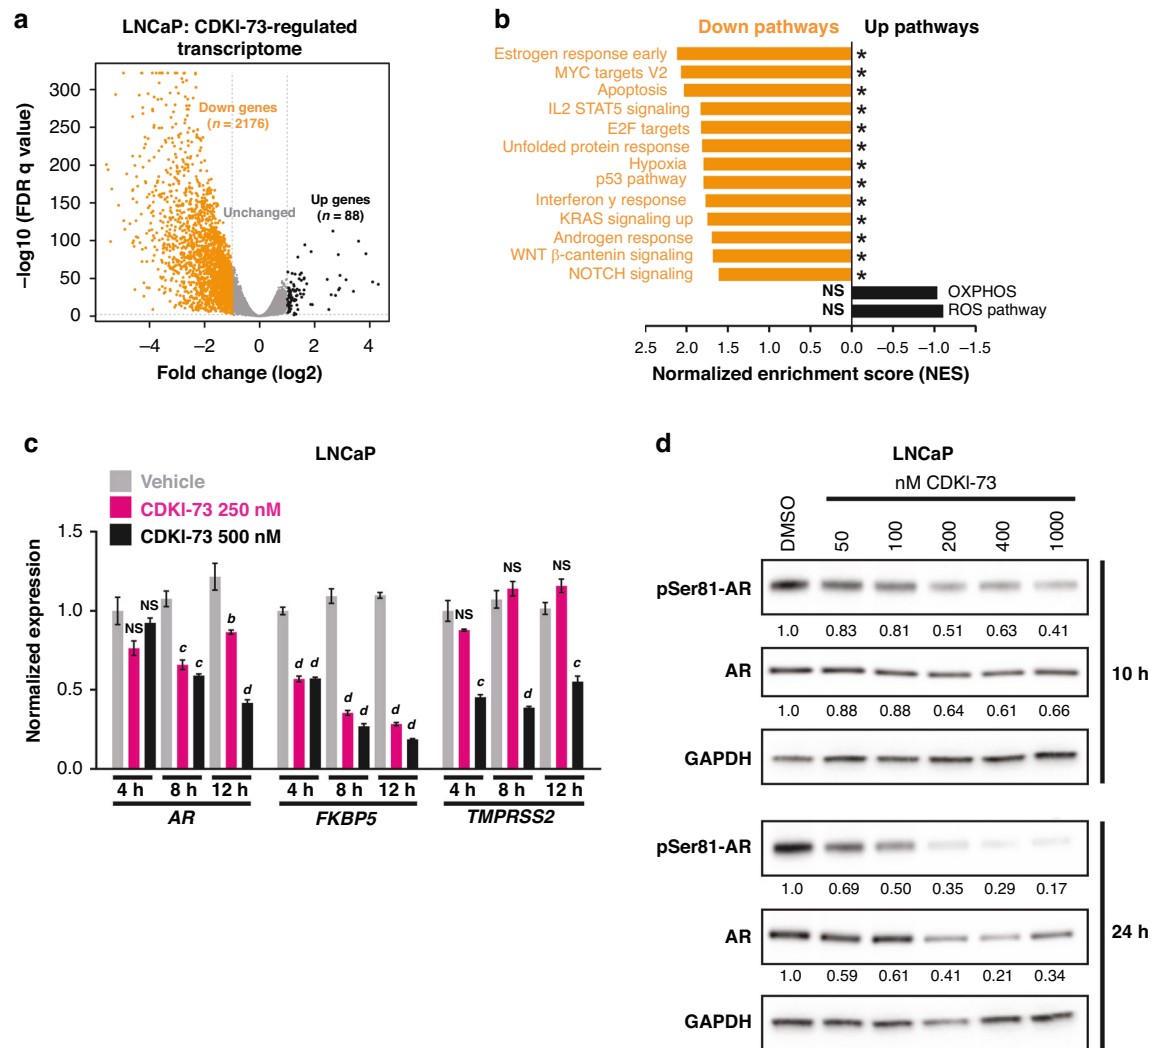 a
LNCaP: CDKI-73-regulated
transcriptome
–log10 (FDR q value)
300
250
200
150
100
50
0
Down genes
(n = 2176)
Unchanged
Up genes
(n = 88)
–4 –2 0 2 4
Fold change (log2)
b
Down pathways Up pathways
Estrogen response early *
MYC targets V2 *
Apoptosis *
IL2 STAT5 signaling *
E2F targets *
Unfolded protein response *
Hypoxia *
p53 pathway *
Interferon γ response *
KRAS signaling up *
Androgen response *
WNT β-cantenin signaling *
NOTCH signaling *
NS OXPHOS
NS ROS pathway
2.5 2.0 1.5 1.0 0.5 0.0 –0.5 –1.0 –1.5
Normalized enrichment score (NES)
c
LNCaP
Vehicle
CDKI-73 250 nM
CDKI-73 500 nM
Normalized expression
1.5
1.0
0.5
0.0
NS NS c c b d
d d d d d d
NS c NS d NS c
4 h 8 h 12 h 4 h 8 h 12 h 4 h 8 h 12 h
AR FKBP5 TMPRSS2
d
LNCaP
nM CDKI-73
DMSO 50 100 200 400 1000
pSer81-AR
1.0 0.83 0.81 0.51 0.63 0.41
AR
1.0 0.88 0.88 0.64 0.61 0.66
GAPDH
10 h
pSer81-AR
1.0 0.69 0.50 0.35 0.29 0.17
AR
1.0 0.59 0.61 0.41 0.21 0.34
GAPDH
24 h